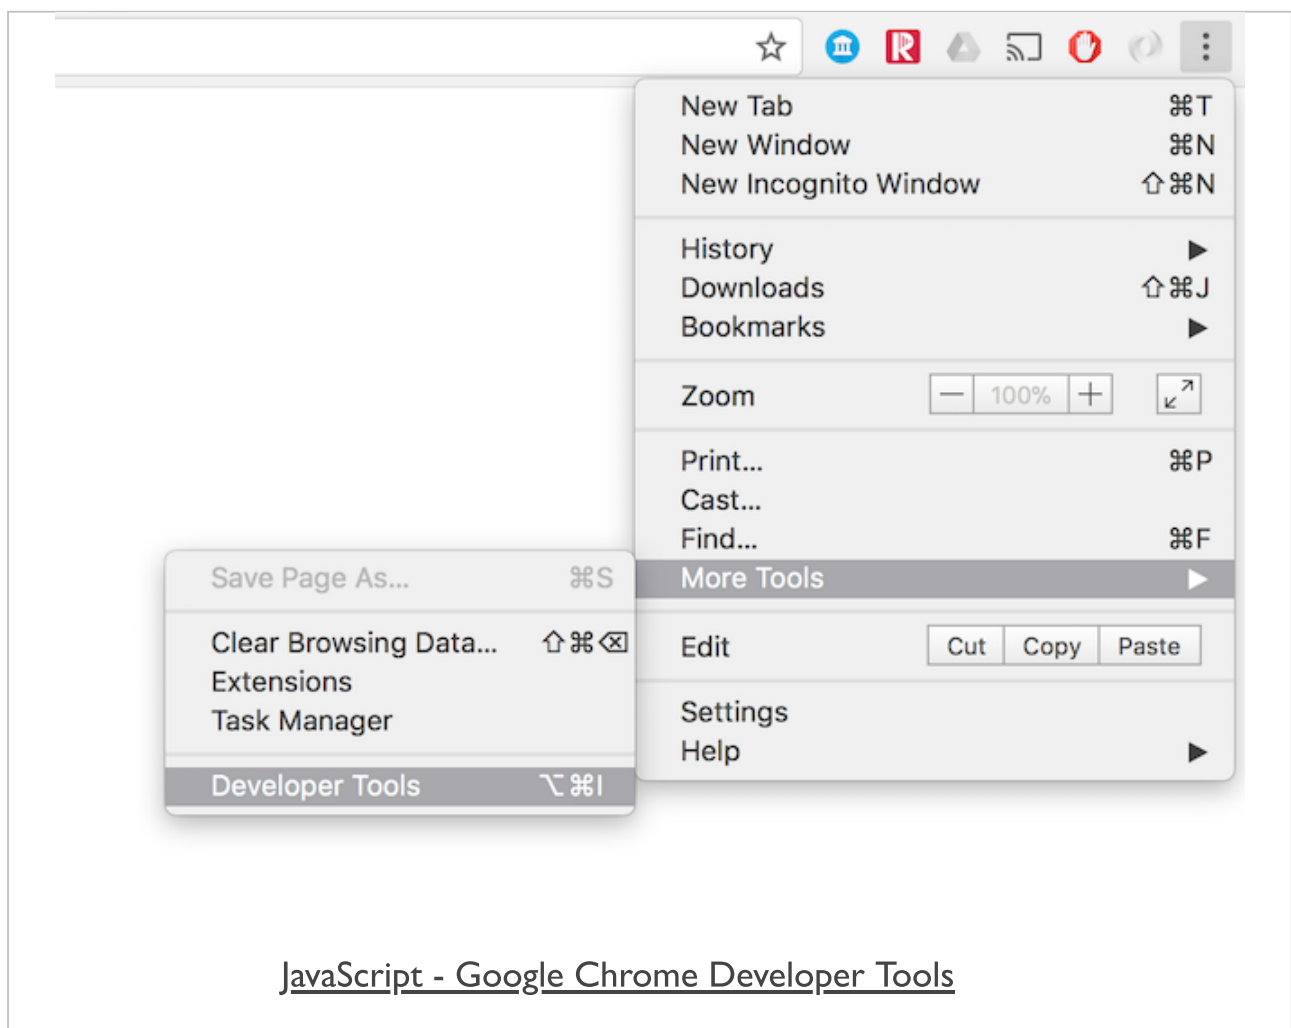 New Tab ⌘T
New Window ⌘N
New Incognito Window ⇧⌘N
History ▶
Downloads ⇧⌘J
Bookmarks ▶
Zoom — 100% +
Print... ⌘P
Cast...
Find... ⌘F
More Tools ▶
Save Page As... ⌘S
Clear Browsing Data... ⇧⌘⌫
Extensions
Task Manager
Developer Tools ⌥⌘I
Edit Cut Copy Paste
Settings
Help ▶
JavaScript - Google Chrome Developer Tools